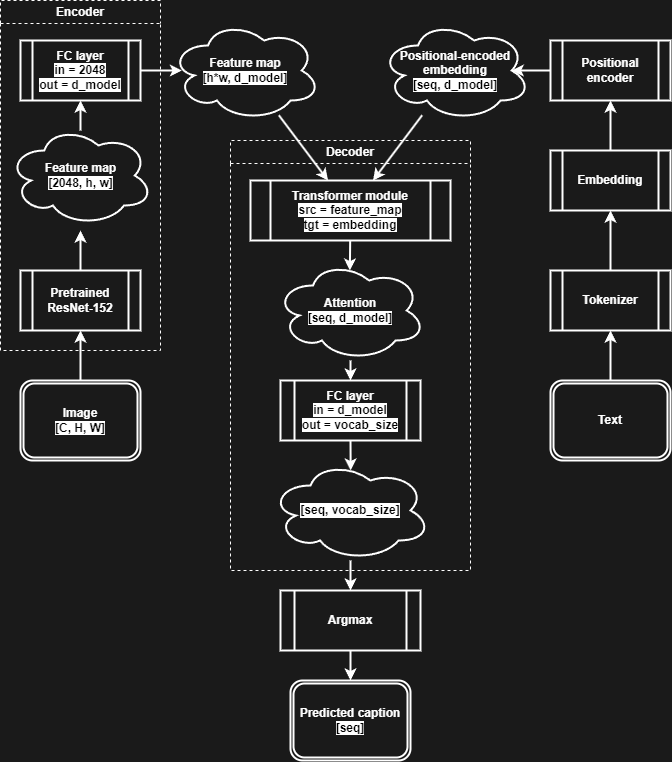 Encoder
FC layer
in = 2048
out = d_model
Feature map
[h*w, d_model]
Positional-encoded
embedding
[seq, d_model]
Positional
encoder
Feature map
[2048, h, w]
Decoder
Transformer module
src = feature_map
tgt = embedding
Embedding
Pretrained
ResNet-152
Attention
[seq, d_model]
Tokenizer
Image
[C, H, W]
FC layer
in = d_model
out = vocab_size
Text
[seq, vocab_size]
Argmax
Predicted caption
[seq]